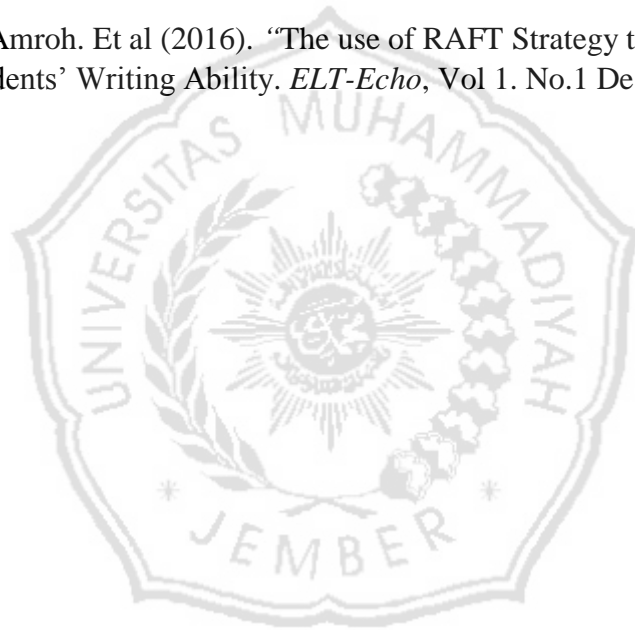 Amroh. Et al (2016). “The use of RAFT Strategy t
dents’ Writing Ability. ELT-Echo, Vol 1. No.1 De
UNIVERSITAS MUHAMMADIYAH
JEMBER